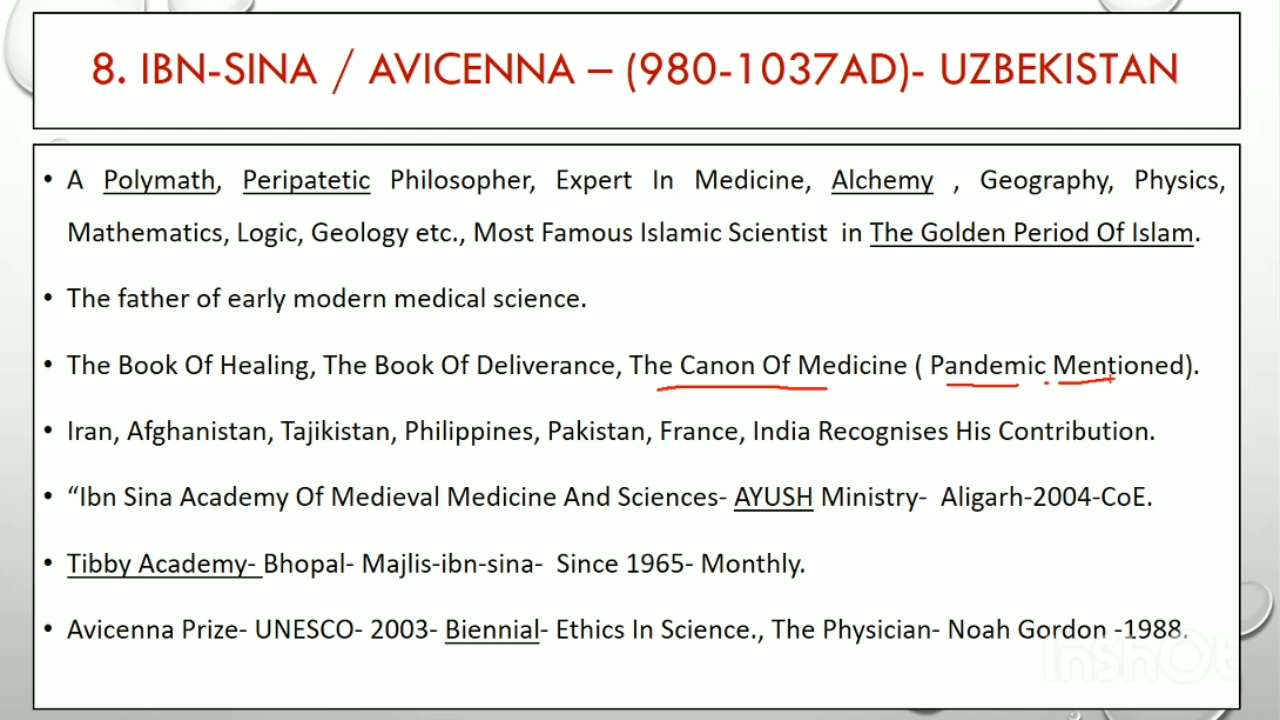 8. IBN-SINA / AVICENNA – (980-1037AD)- UZBEKISTAN
• A Polymath, Peripatetic Philosopher, Expert In Medicine, Alchemy , Geography, Physics,
Mathematics, Logic, Geology etc., Most Famous Islamic Scientist in The Golden Period Of Islam.
• The father of early modern medical science.
• The Book Of Healing, The Book Of Deliverance, The Canon Of Medicine ( Pandemic Mentioned).
• Iran, Afghanistan, Tajikistan, Philippines, Pakistan, France, India Recognises His Contribution.
• “Ibn Sina Academy Of Medieval Medicine And Sciences- AYUSH Ministry- Aligarh-2004-CoE.
• Tibby Academy- Bhopal- Majlis-ibn-sina- Since 1965- Monthly.
• Avicenna Prize- UNESCO- 2003- Biennial- Ethics In Science., The Physician- Noah Gordon -1988.
InShOt